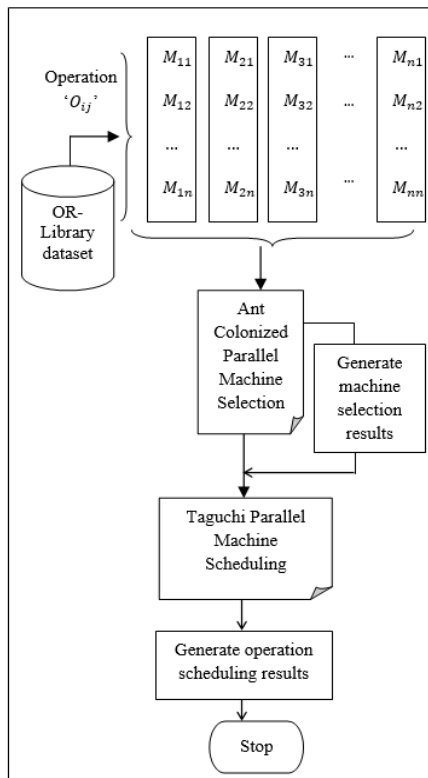 Operation
‘O_ij’
OR-
Library
dataset
M_11 M_21 M_31 ... M_n1
M_12 M_22 M_32 ... M_n2
... ... ... ...
M_1n M_2n M_3n ... M_nn
Ant
Colonized
Parallel
Machine
Selection
Generate
machine
selection
results
Taguchi Parallel
Machine
Scheduling
Generate operation
scheduling results
Stop